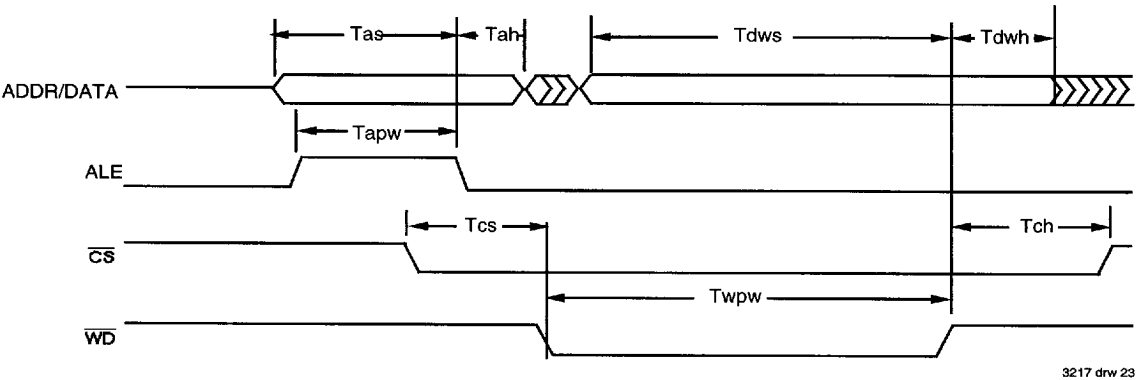 Tas Tah Tdws Tdwh
ADDR/DATA
Tapw
ALE
Tcs Tch
CS
Twpw
WD
3217 drw 23